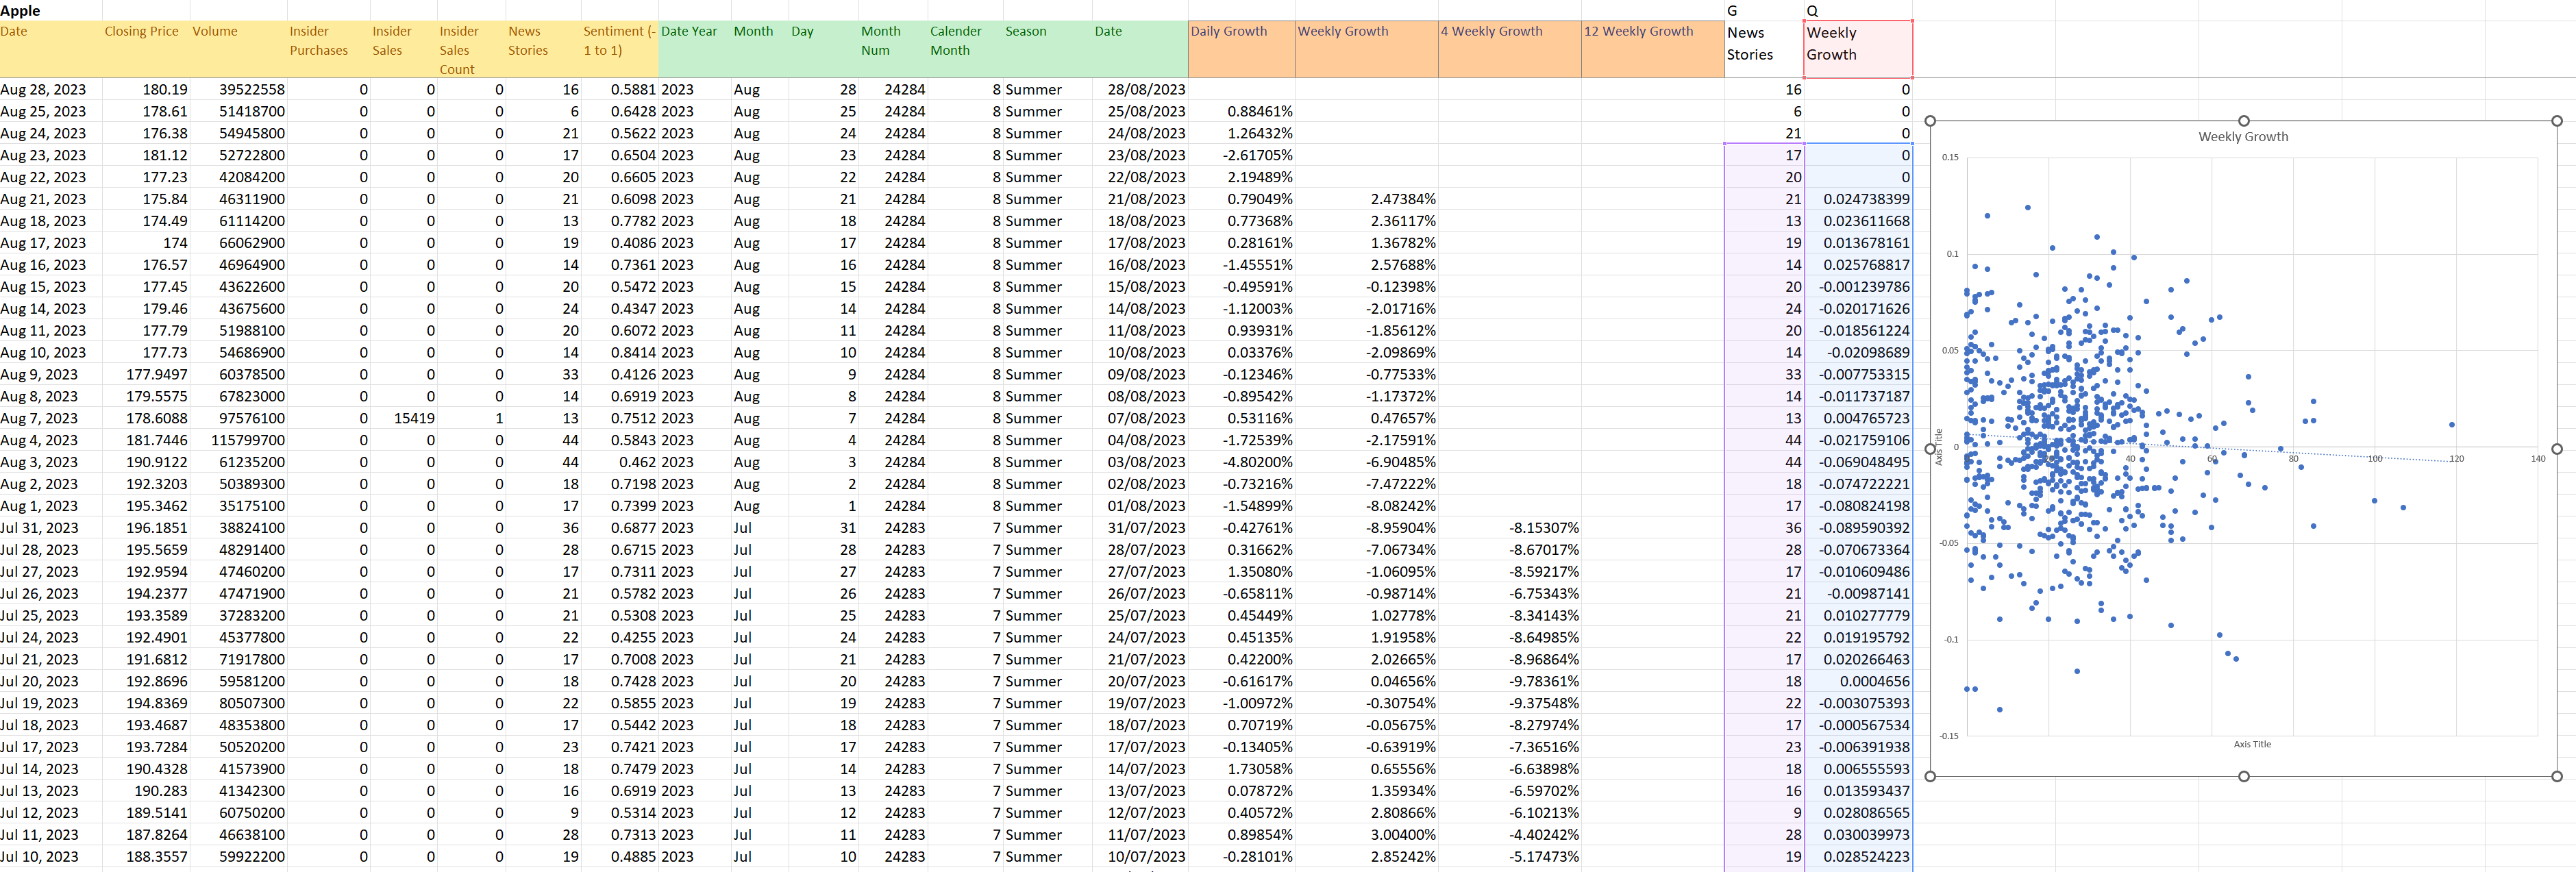 Apple G Q
Date Closing Price Volume Insider Purchases Insider Sales Insider Sales Count News Stories Sentiment (-1 to 1) Date Year Month Day Month Num Calender Month Season Date Daily Growth Weekly Growth 4 Weekly Growth 12 Weekly Growth News Stories Weekly Growth
Aug 28, 2023 180.19 39522558 0 0 0 16 0.5881 2023 Aug 28 24284 8 Summer 28/08/2023 16 0
Aug 25, 2023 178.61 51418700 0 0 0 6 0.6428 2023 Aug 25 24284 8 Summer 25/08/2023 0.88461% 6 0
Aug 24, 2023 176.38 54945800 0 0 0 21 0.5622 2023 Aug 24 24284 8 Summer 24/08/2023 1.26432% 21 0
Aug 23, 2023 181.12 52722800 0 0 0 17 0.6504 2023 Aug 23 24284 8 Summer 23/08/2023 -2.61705% 17 0
Aug 22, 2023 177.23 42084200 0 0 0 20 0.6605 2023 Aug 22 24284 8 Summer 22/08/2023 2.19489% 20 0
Aug 21, 2023 175.84 46311900 0 0 0 21 0.6098 2023 Aug 21 24284 8 Summer 21/08/2023 0.79049% 2.47384% 21 0.024738399
Aug 18, 2023 174.49 61114200 0 0 0 13 0.7782 2023 Aug 18 24284 8 Summer 18/08/2023 0.77368% 2.36117% 13 0.023611668
Aug 17, 2023 174 66062900 0 0 0 19 0.4086 2023 Aug 17 24284 8 Summer 17/08/2023 0.28161% 1.36782% 19 0.013678161
Aug 16, 2023 176.57 46964900 0 0 0 14 0.7361 2023 Aug 16 24284 8 Summer 16/08/2023 -1.45551% 2.57688% 14 0.025768817
Aug 15, 2023 177.45 43622600 0 0 0 20 0.5472 2023 Aug 15 24284 8 Summer 15/08/2023 -0.49591% -0.12398% 20 -0.001239786
Aug 14, 2023 179.46 43675600 0 0 0 24 0.4347 2023 Aug 14 24284 8 Summer 14/08/2023 -1.12003% -2.01716% 24 -0.020171626
Aug 11, 2023 177.79 51988100 0 0 0 20 0.6072 2023 Aug 11 24284 8 Summer 11/08/2023 0.93931% -1.85612% 20 -0.018561224
Aug 10, 2023 177.73 54686900 0 0 0 14 0.8414 2023 Aug 10 24284 8 Summer 10/08/2023 0.03376% -2.09869% 14 -0.02098689
Aug 9, 2023 177.9497 60378500 0 0 0 33 0.4126 2023 Aug 9 24284 8 Summer 09/08/2023 -0.12346% -0.77533% 33 -0.007753315
Aug 8, 2023 179.5575 67823000 0 0 0 14 0.6919 2023 Aug 8 24284 8 Summer 08/08/2023 -0.89542% -1.17372% 14 -0.011737187
Aug 7, 2023 178.6088 97576100 0 15419 1 13 0.7512 2023 Aug 7 24284 8 Summer 07/08/2023 0.53116% 0.47657% 13 0.004765723
Aug 4, 2023 181.7446 115799700 0 0 0 44 0.5843 2023 Aug 4 24284 8 Summer 04/08/2023 -1.72539% -2.17591% 44 -0.021759106
Aug 3, 2023 190.9122 61235200 0 0 0 44 0.462 2023 Aug 3 24284 8 Summer 03/08/2023 -4.80200% -6.90485% 44 -0.069048495
Aug 2, 2023 192.3203 50389300 0 0 0 18 0.7198 2023 Aug 2 24284 8 Summer 02/08/2023 -0.73216% -7.47222% 18 -0.074722221
Aug 1, 2023 195.3462 35175100 0 0 0 17 0.7399 2023 Aug 1 24284 8 Summer 01/08/2023 -1.54899% -8.08242% 17 -0.080824198
Jul 31, 2023 196.1851 38824100 0 0 0 36 0.6877 2023 Jul 31 24283 7 Summer 31/07/2023 -0.42761% -8.95904% -8.15307% 36 -0.089590392
Jul 28, 2023 195.5659 48291400 0 0 0 28 0.6715 2023 Jul 28 24283 7 Summer 28/07/2023 0.31662% -7.06734% -8.67017% 28 -0.070673364
Jul 27, 2023 192.9594 47460200 0 0 0 17 0.7311 2023 Jul 27 24283 7 Summer 27/07/2023 1.35080% -1.06095% -8.59217% 17 -0.010609486
Jul 26, 2023 194.2377 47471900 0 0 0 21 0.5782 2023 Jul 26 24283 7 Summer 26/07/2023 -0.65811% -0.98714% -6.75343% 21 -0.00987141
Jul 25, 2023 193.3589 37283200 0 0 0 21 0.5308 2023 Jul 25 24283 7 Summer 25/07/2023 0.45449% 1.02778% -8.34143% 21 0.010277779
Jul 24, 2023 192.4901 45377800 0 0 0 22 0.4255 2023 Jul 24 24283 7 Summer 24/07/2023 0.45135% 1.91958% -8.64985% 22 0.019195792
Jul 21, 2023 191.6812 71917800 0 0 0 17 0.7008 2023 Jul 21 24283 7 Summer 21/07/2023 0.42200% 2.02665% -8.96864% 17 0.020266463
Jul 20, 2023 192.8696 59581200 0 0 0 18 0.7428 2023 Jul 20 24283 7 Summer 20/07/2023 -0.61617% 0.04656% -9.78361% 18 0.0004656
Jul 19, 2023 194.8369 80507300 0 0 0 22 0.5855 2023 Jul 19 24283 7 Summer 19/07/2023 -1.00972% -0.30754% -9.37548% 22 -0.003075393
Jul 18, 2023 193.4687 48353800 0 0 0 17 0.5442 2023 Jul 18 24283 7 Summer 18/07/2023 0.70719% -0.05675% -8.27974% 17 -0.000567534
Jul 17, 2023 193.7284 50520200 0 0 0 23 0.7421 2023 Jul 17 24283 7 Summer 17/07/2023 -0.13405% -0.63919% -7.36516% 23 -0.006391938
Jul 14, 2023 190.4328 41573900 0 0 0 18 0.7479 2023 Jul 14 24283 7 Summer 14/07/2023 1.73058% 0.65556% -6.63898% 18 0.006555593
Jul 13, 2023 190.283 41342300 0 0 0 16 0.6919 2023 Jul 13 24283 7 Summer 13/07/2023 0.07872% 1.35934% -6.59702% 16 0.013593437
Jul 12, 2023 189.5141 60750200 0 0 0 9 0.5314 2023 Jul 12 24283 7 Summer 12/07/2023 0.40572% 2.80866% -6.10213% 9 0.028086565
Jul 11, 2023 187.8264 46638100 0 0 0 28 0.7313 2023 Jul 11 24283 7 Summer 11/07/2023 0.89854% 3.00400% -4.40242% 28 0.030039973
Jul 10, 2023 188.3557 59922200 0 0 0 19 0.4885 2023 Jul 10 24283 7 Summer 10/07/2023 -0.28101% 2.85242% -5.17473% 19 0.028524223
Weekly Growth
0.15
0.1
0.05
0
-0.05
-0.1
-0.15
20 40 60 80 100 120 140
Axis Title
Axis Title